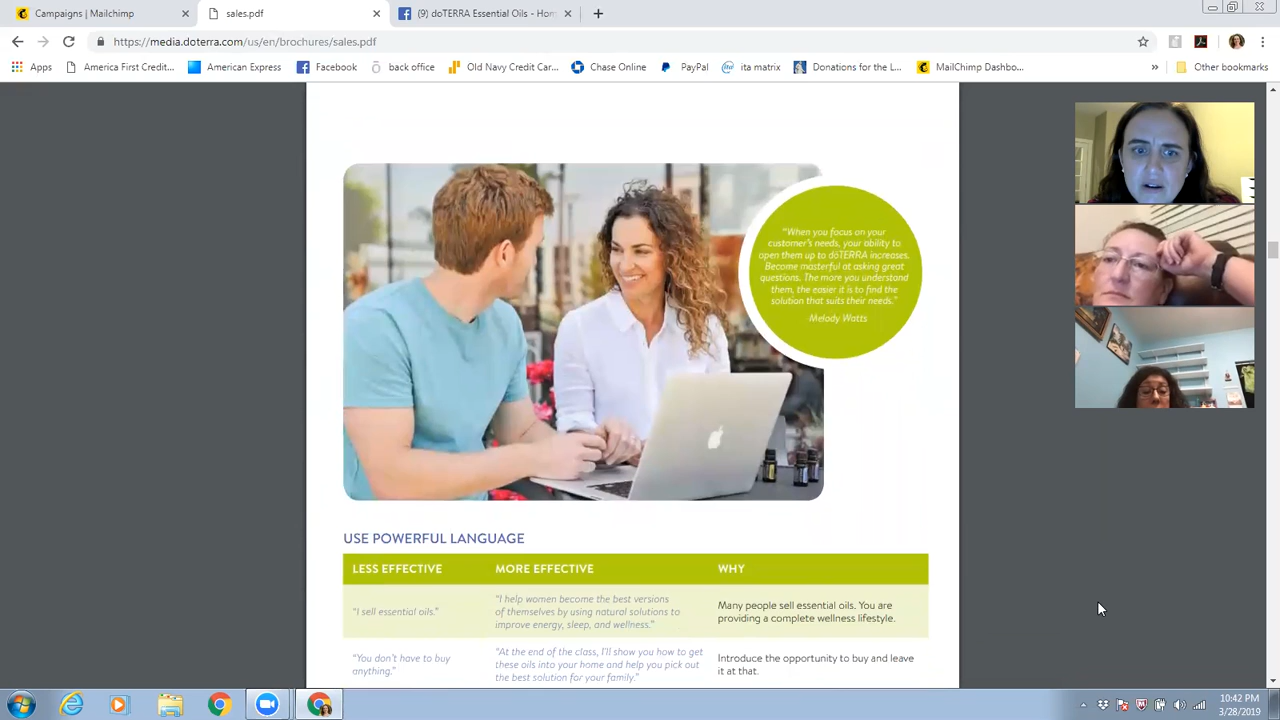 Campaigns | Mailchimp
sales.pdf
(9) doTERRA Essential Oils - Hom
https://media.doterra.com/us/en/brochures/sales.pdf
Apps
America First Credit...
American Express
Facebook
back office
Old Navy Credit Car...
Chase Online
PayPal
ita matrix
Donations for the L...
MailChimp Dashbo...
»
Other bookmarks
"When you focus on your
customer's needs, your ability to
open them up to dōTERRA increases.
Become masterful at asking great
questions. The more you understand
them, the easier it is to find the
solution that suits their needs."
-Melody Watts
USE POWERFUL LANGUAGE
LESS EFFECTIVE MORE EFFECTIVE WHY
"I sell essential oils."
"I help women become the best versions
of themselves by using natural solutions to
improve energy, sleep, and wellness."
Many people sell essential oils. You are
providing a complete wellness lifestyle.
"You don't have to buy
anything."
"At the end of the class, I'll show you how to get
these oils into your home and help you pick out
the best solution for your family."
Introduce the opportunity to buy and leave
it at that.
10:42 PM
3/28/2019